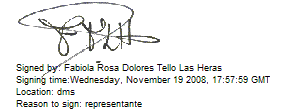 Signed by: Fabiola Rosa Dolores Tello Las Heras
Signing time:Wednesday, November 19 2008, 17:57:59 GMT
Location: dms
Reason to sign: representante